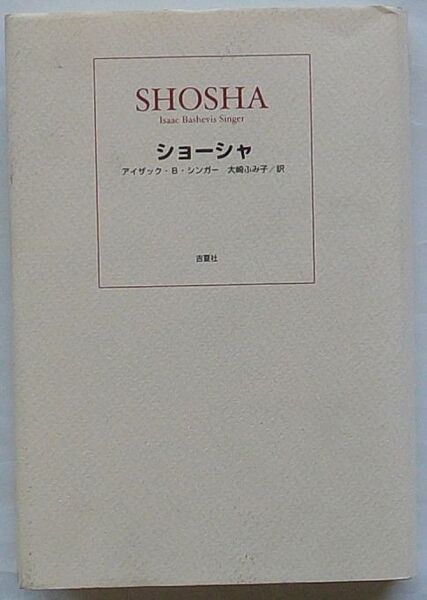 SHOSHA
Isaac Bashevis Singer
ショーシャ
アイザック・B・シンガー 大崎ふみ子／訳
吉夏社